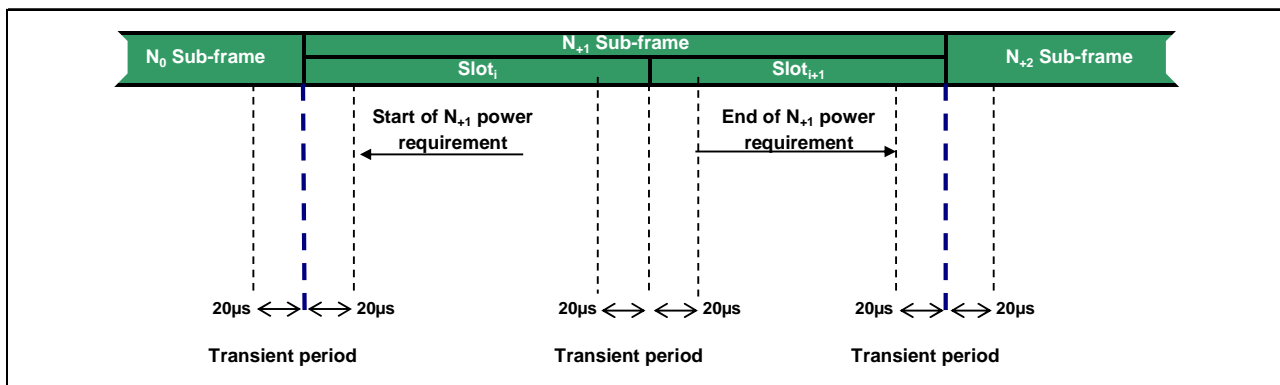 N+1 Sub-frame
N0 Sub-frame
N+2 Sub-frame
Sloti
Sloti+1
Start of N+1 power
requirement
End of N+1 power
requirement
20µs
20µs
20µs
20µs
20µs
20µs
Transient period
Transient period
Transient period